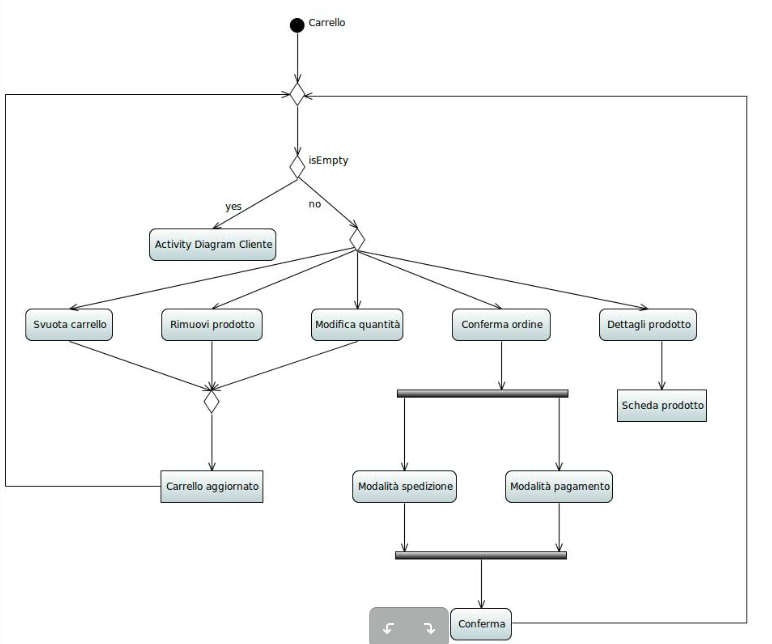 Carrello
isEmpty
yes
no
Activity Diagram Cliente
Svuota carrello
Rimuovi prodotto
Modifica quantità
Conferma ordine
Dettagli prodotto
Scheda prodotto
Carrello aggiornato
Modalità spedizione
Modalità pagamento
Conferma